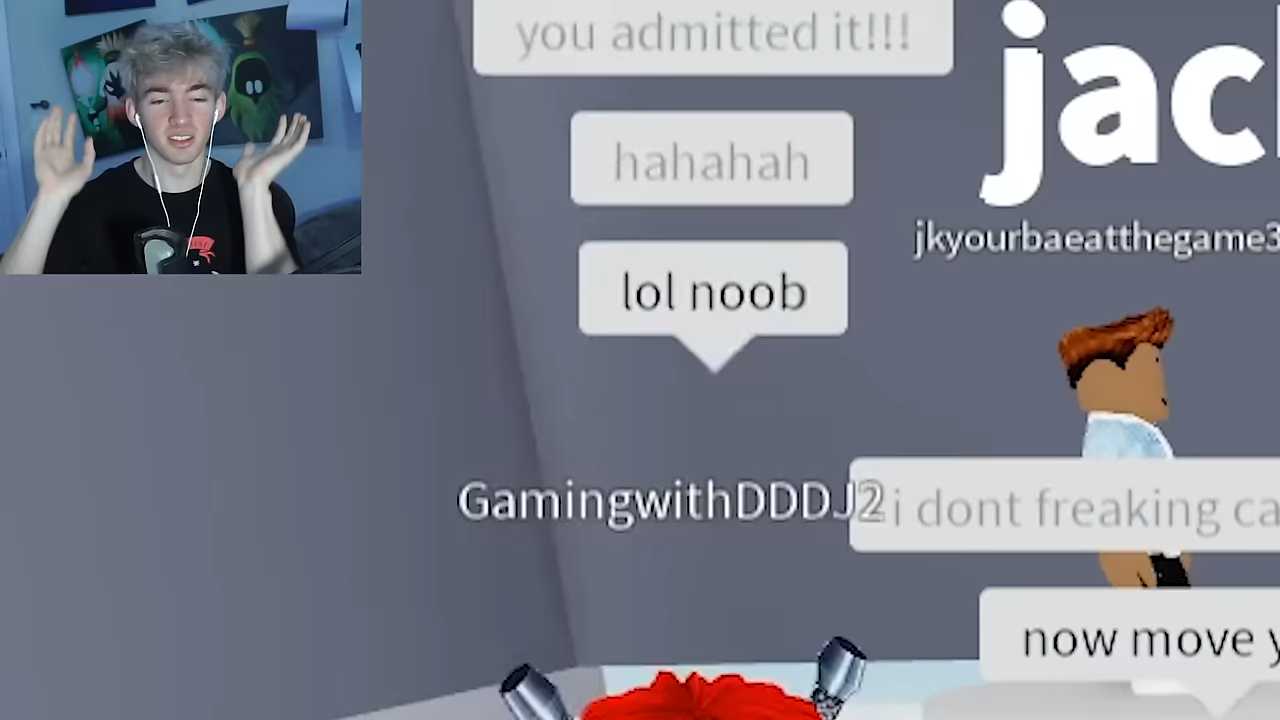 you admitted it!!!
jac
hahahah
jkyourbaeatthegame3
lol noob
GamingwithDDDJ2
i dont freaking ca
now move y